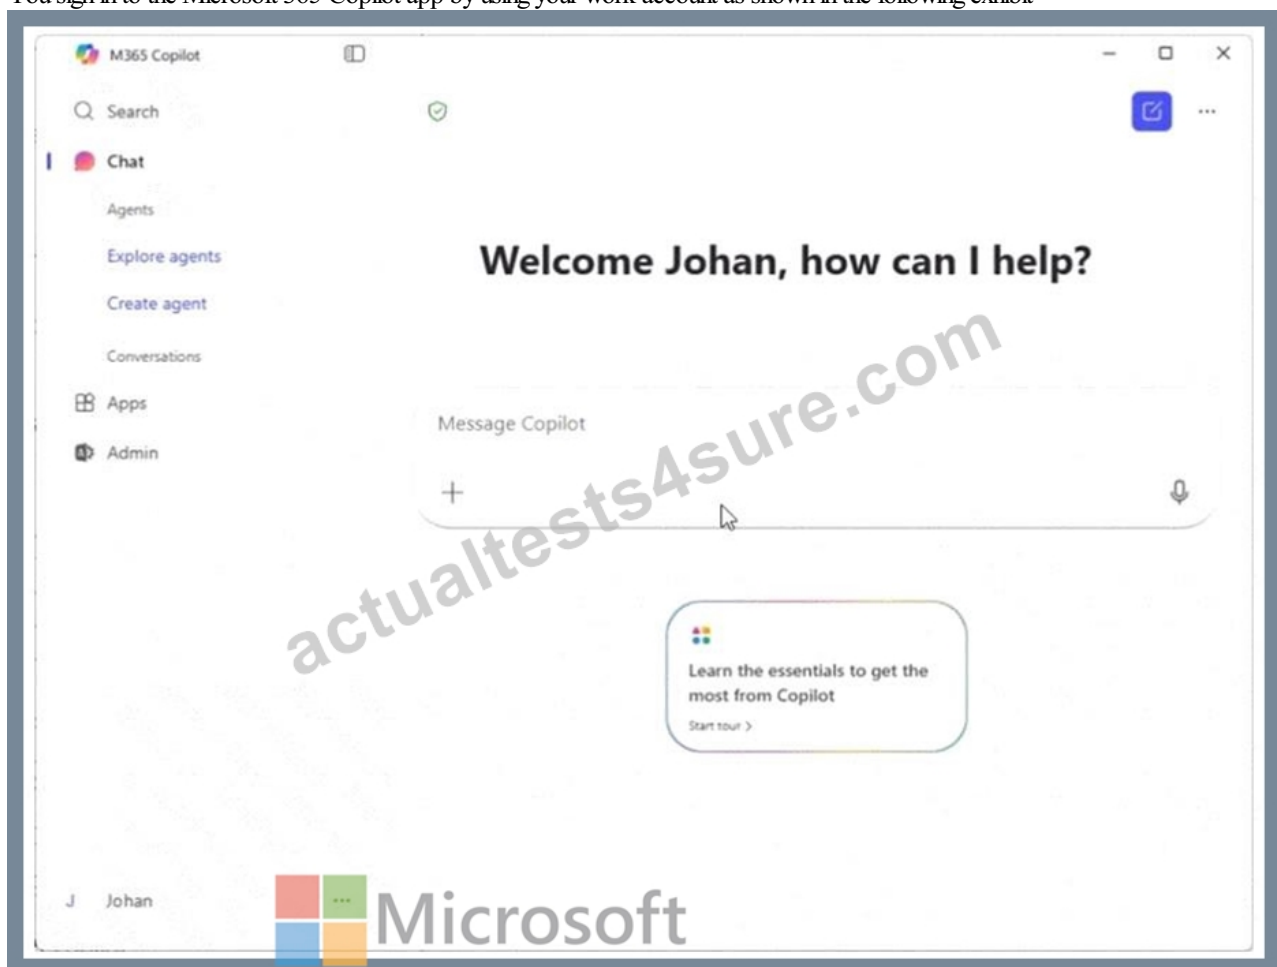 You sign in to the Microsoft 365 Copilot app by using your work account as shown in the following exhibit
M365 Copilot
Search
Chat
Agents
Explore agents
Create agent
Conversations
Apps
Admin
Welcome Johan, how can I help?
Message Copilot
Learn the essentials to get the
most from Copilot
Start tour >
J Johan
actualtests4sure.com
Microsoft